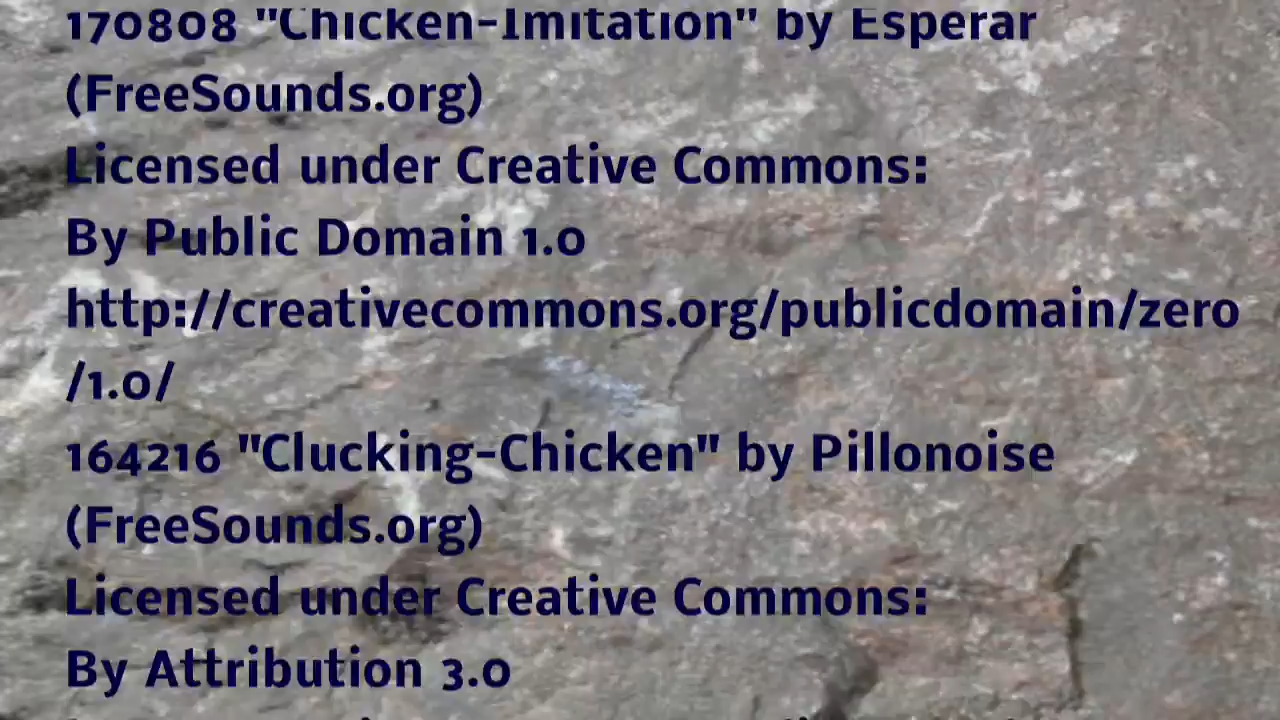 170808 "Chicken-Imitation" by Esperar
(FreeSounds.org)
Licensed under Creative Commons:
By Public Domain 1.0
http://creativecommons.org/publicdomain/zero
/1.0/
164216 "Clucking-Chicken" by Pillonoise
(FreeSounds.org)
Licensed under Creative Commons:
By Attribution 3.0